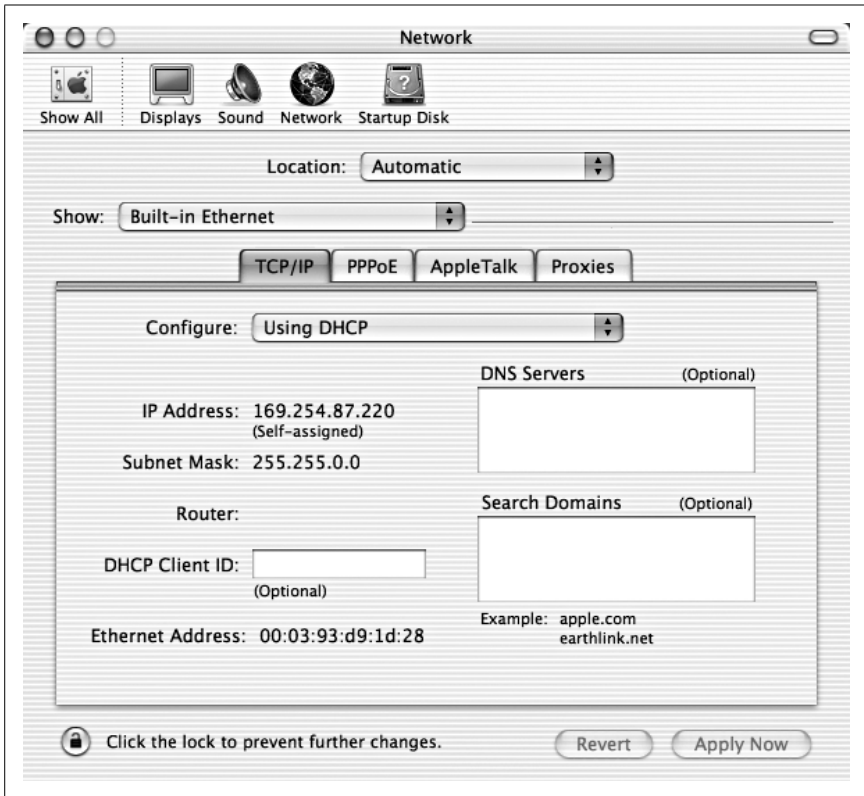 Network
Show All Displays Sound Network Startup Disk
Location: Automatic
Show: Built-in Ethernet
TCP/IP PPPoE AppleTalk Proxies
Configure: Using DHCP
DNS Servers (Optional)
IP Address: 169.254.87.220
(Self-assigned)
Subnet Mask: 255.255.0.0
Search Domains (Optional)
Router:
DHCP Client ID:
(Optional)
Example: apple.com
earthlink.net
Ethernet Address: 00:03:93:d9:1d:28
Click the lock to prevent further changes.
Revert Apply Now